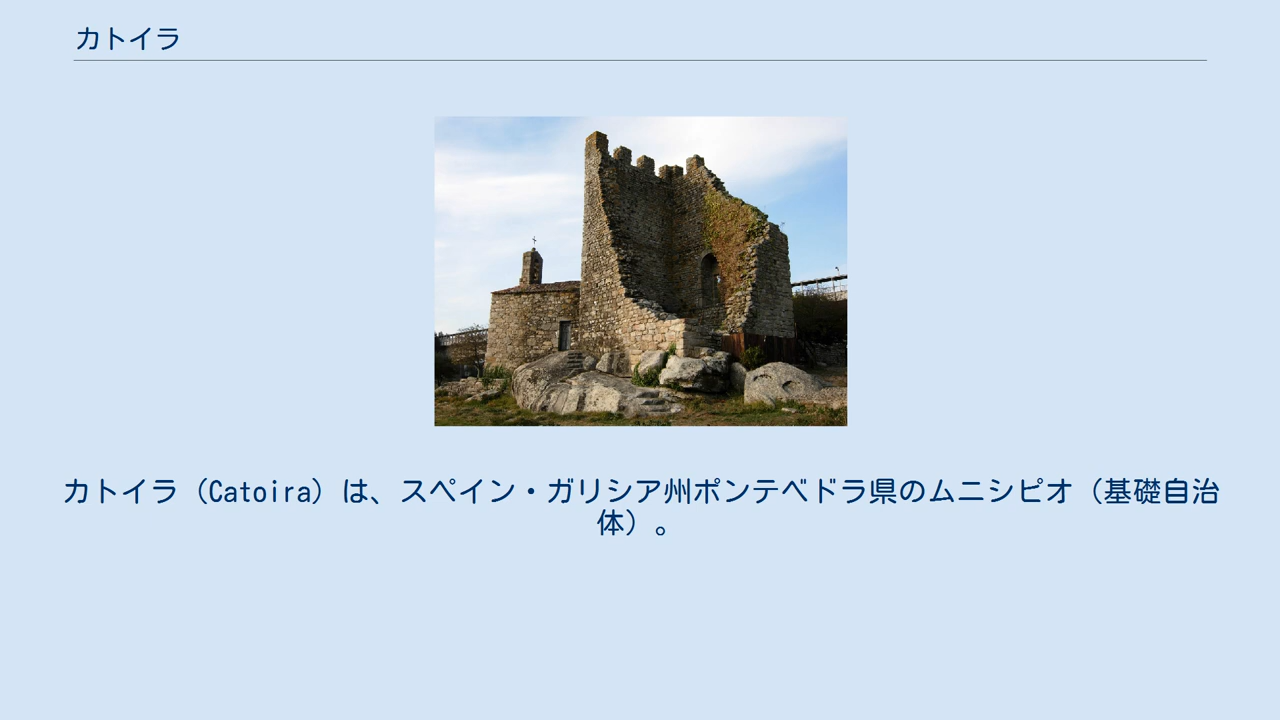 カトイラ
カトイラ（Catoira）は、スペイン・ガリシア州ポンテベドラ県のムニシピオ（基礎自治
体）。